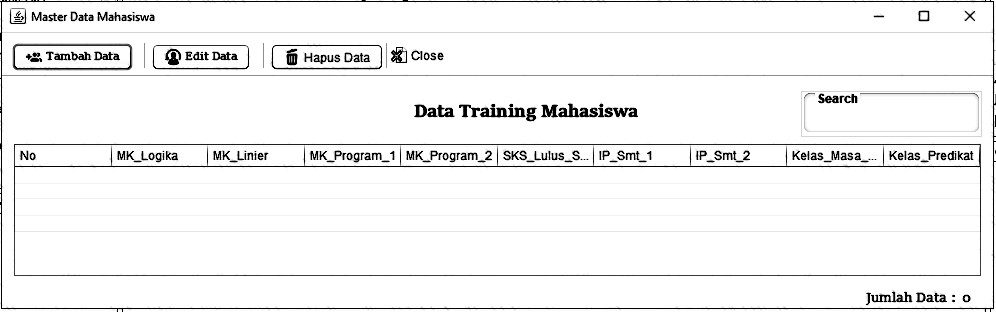 Master Data Mahasiswa
Tambah Data Edit Data Hapus Data Close
Search
Data Training Mahasiswa
No MK_Logika MK_Linier MK_Program_1 MK_Program_2 SKS_Lulus_S... IP_Smt_1 IP_Smt_2 Kelas_Masa_... Kelas_Predikat
Jumlah Data : 0